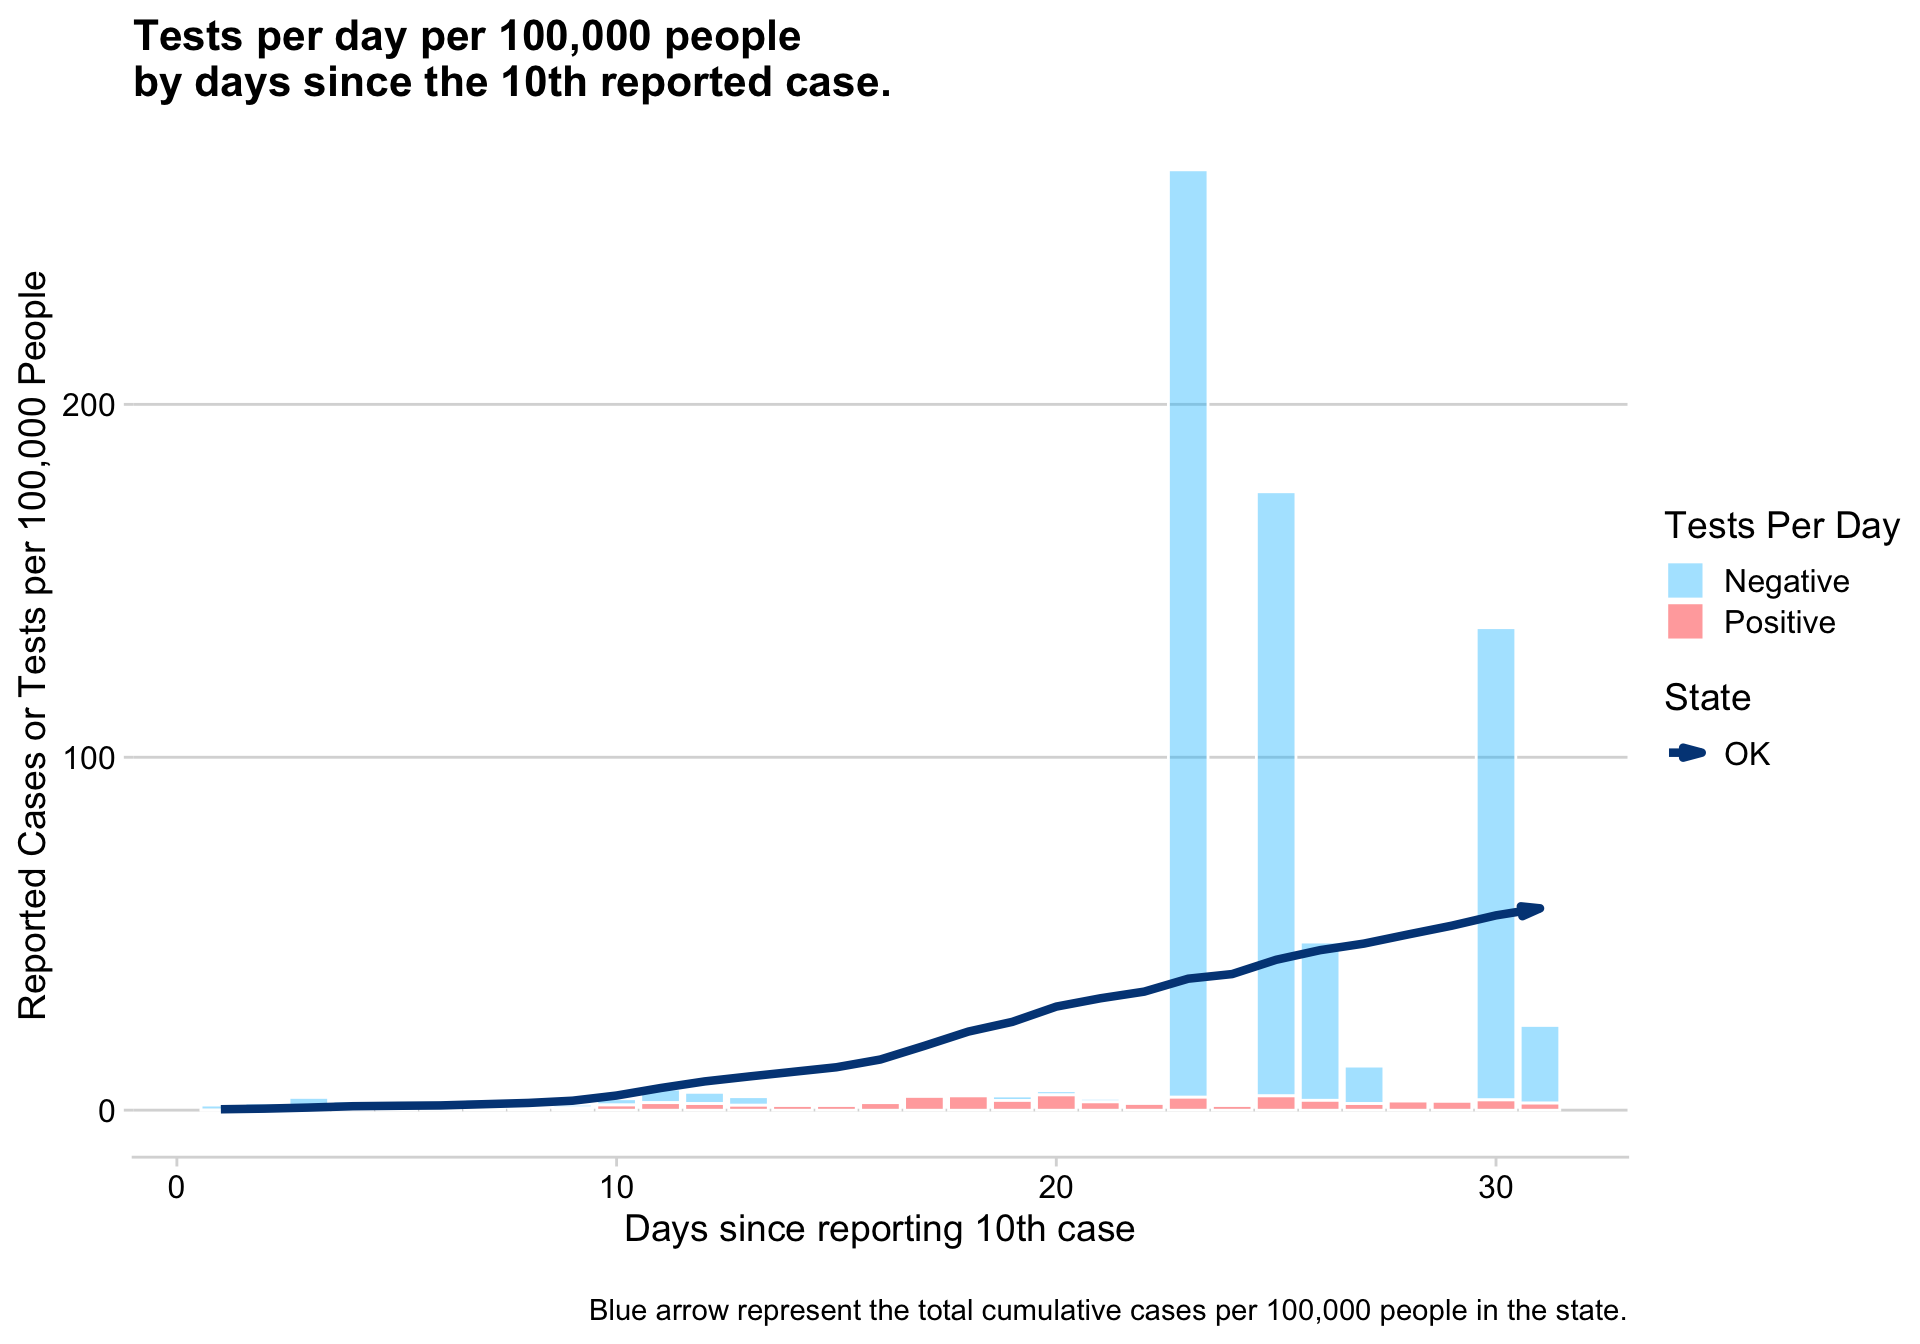 Tests per day per 100,000 people
by days since the 10th reported case.
Reported Cases or Tests per 100,000 People
200
100
0
0
10
20
30
Days since reporting 10th case
Tests Per Day
Negative
Positive
State
OK
Blue arrow represent the total cumulative cases per 100,000 people in the state.